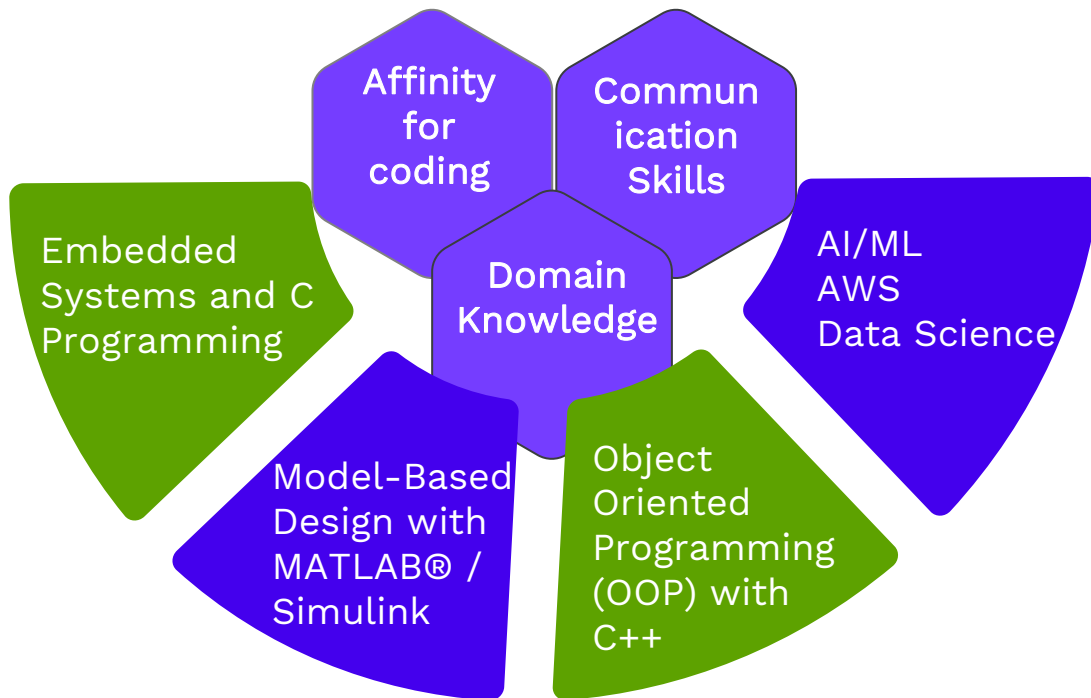 Affinity
for
coding
Commun
ication
Skills
Domain
Knowledge
Embedded
Systems and C
Programming
Model-Based
Design with
MATLAB® /
Simulink
Object
Oriented
Programming
(OOP) with
C++
AI/ML
AWS
Data Science